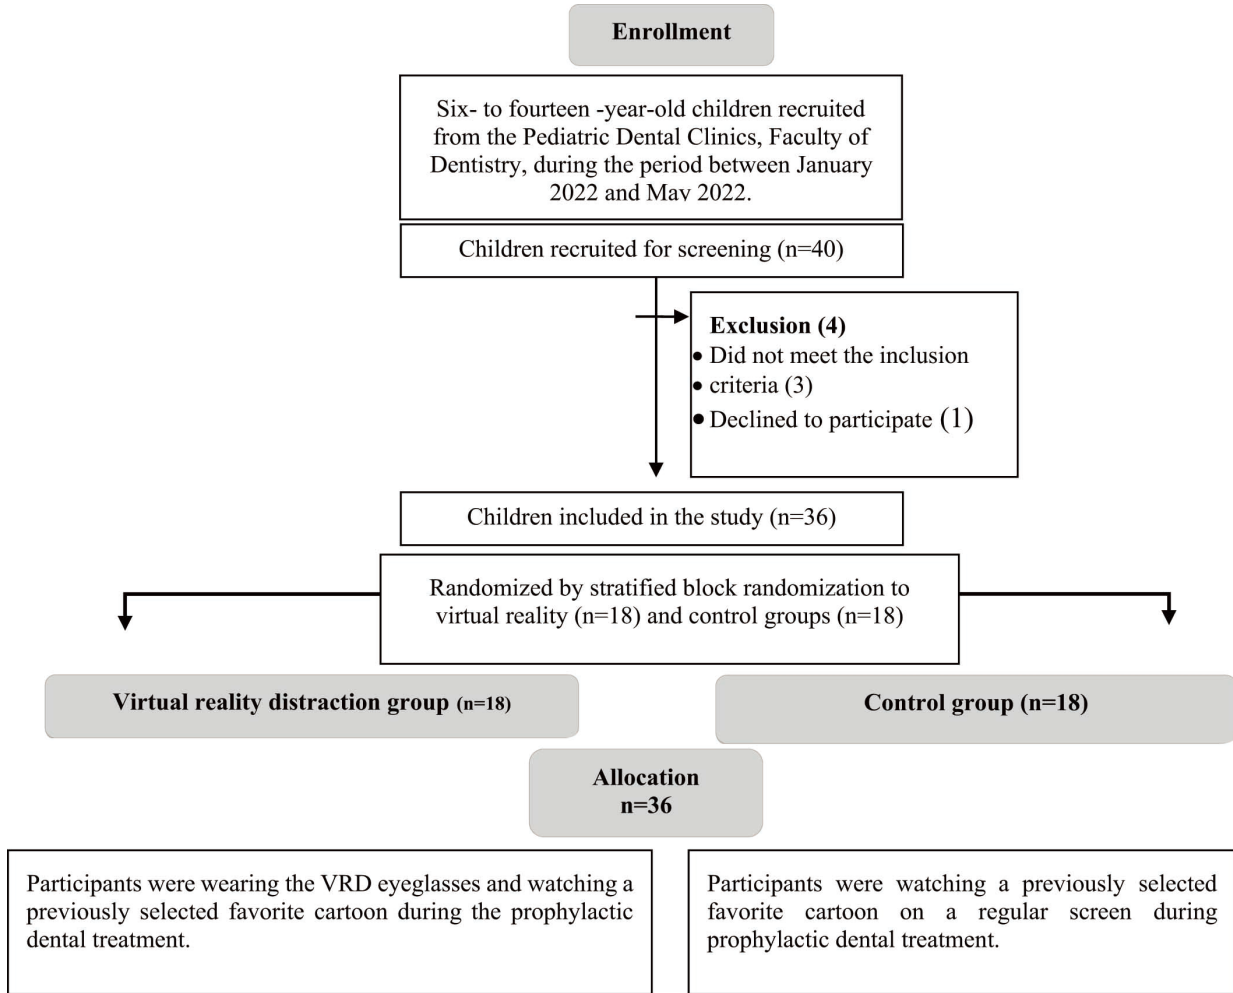 Enrollment
Six- to fourteen -year-old children recruited
from the Pediatric Dental Clinics, Faculty of
Dentistry, during the period between January
2022 and May 2022.
Children recruited for screening (n=40)
Exclusion (4)
• Did not meet the inclusion
• criteria (3)
• Declined to participate (1)
Children included in the study (n=36)
Randomized by stratified block randomization to
virtual reality (n=18) and control groups (n=18)
Virtual reality distraction group (n=18)
Control group (n=18)
Allocation
n=36
Participants were wearing the VRD eyeglasses and watching a
previously selected favorite cartoon during the prophylactic
dental treatment.
Participants were watching a previously selected
favorite cartoon on a regular screen during
prophylactic dental treatment.